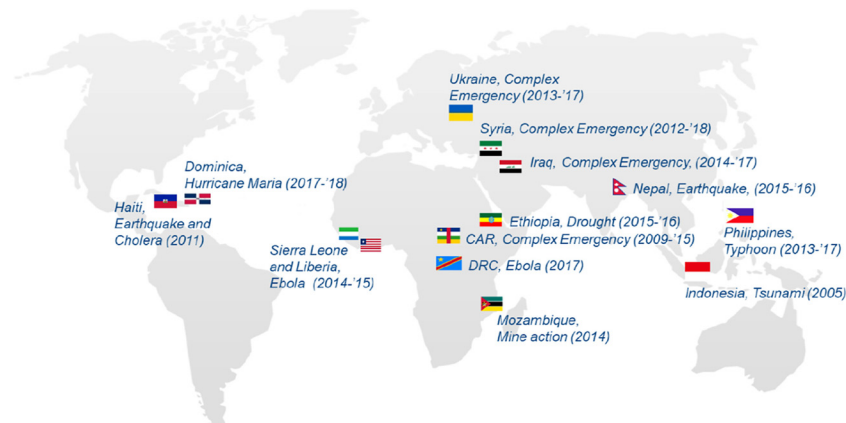 Ukraine, Complex
Emergency (2013-'17)
Syria, Complex Emergency (2012-'18)
Iraq, Complex Emergency, (2014-'17)
Dominica,
Hurricane Maria (2017-'18)
Nepal, Earthquake, (2015-'16)
Haiti,
Earthquake and
Cholera (2011)
Ethiopia, Drought (2015-'16)
CAR, Complex Emergency (2009-'15)
Philippines,
Typhoon (2013-'17)
Sierra Leone
and Liberia,
Ebola (2014-'15)
DRC, Ebola (2017)
Indonesia, Tsunami (2005)
Mozambique,
Mine action (2014)